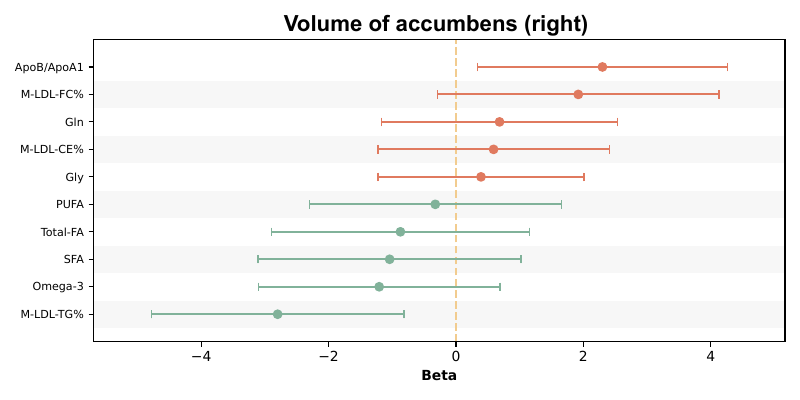 Volume of accumbens (right)
ApoB/ApoA1
M-LDL-FC%
Gln
M-LDL-CE%
Gly
PUFA
Total-FA
SFA
Omega-3
M-LDL-TG%
−4 −2 0 2 4
Beta